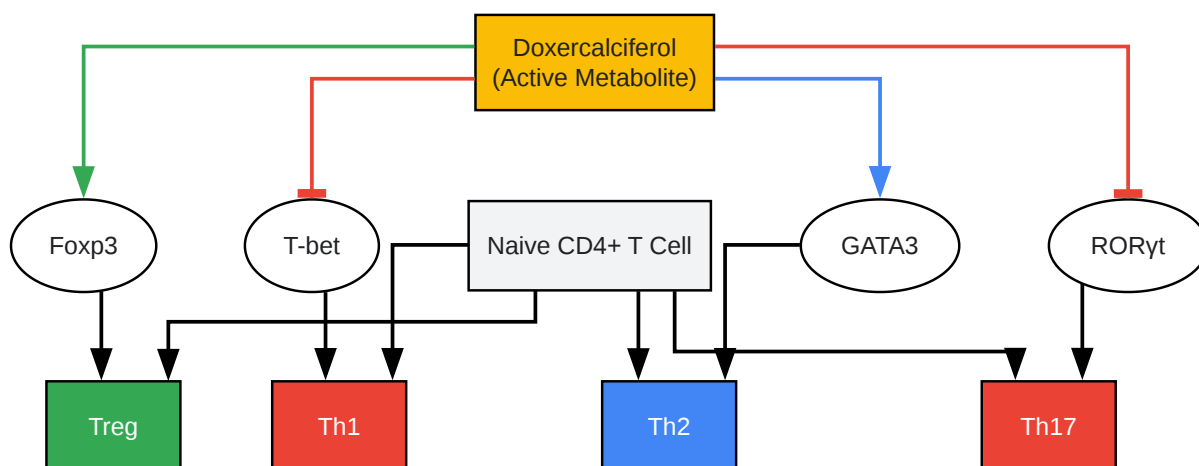 Doxercalciferol
(Active Metabolite)
Foxp3
T-bet
Naive CD4+ T Cell
GATA3
RORγt
Treg
Th1
Th2
Th17